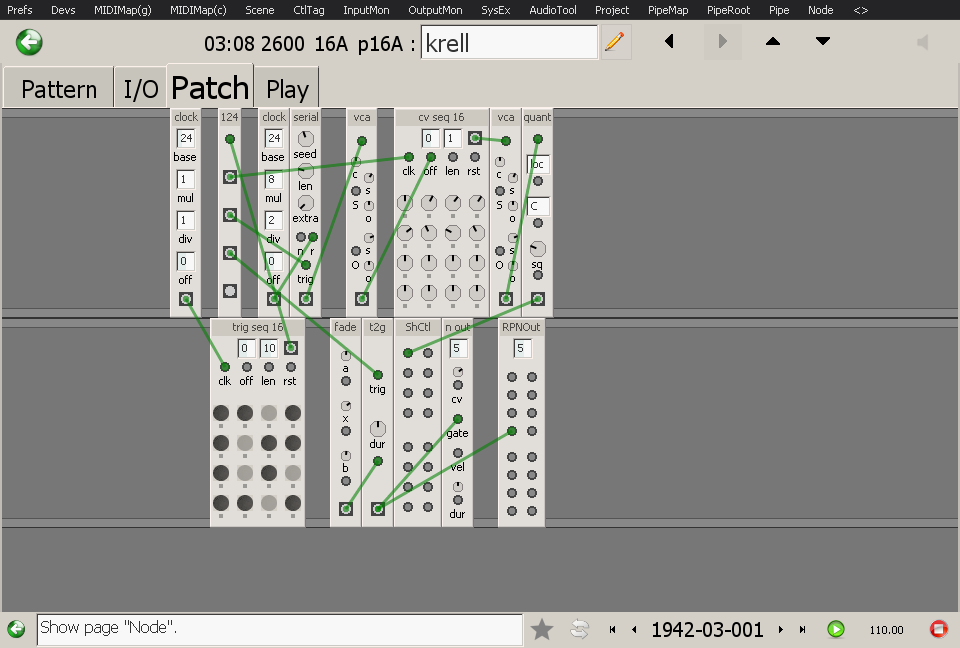 Prefs Devs MIDIMap(g) MIDIMap(c) Scene CtlTag InputMon OutputMon SysEx AudioTool Project PipeMap PipeRoot Pipe Node <>
03:08 2600 16A p16A : krell
Pattern I/O Patch Play
clock 124 clock serial vca cv seq 16 vca quant
24 24 0 1
base base seed
loc
clk off len rst
1 8 c s c s
mul mul len S S
o o C
1 2
div div extra
n r s s
0 0 O O sq
off off trig o o
trig seq 16 fade t2g ShCtl n out RPNOut
0 10 5 5
clk off len rst a trig
cv
x
dur gate
b vel
dur
Show page "Node".
1942-03-001 110.00